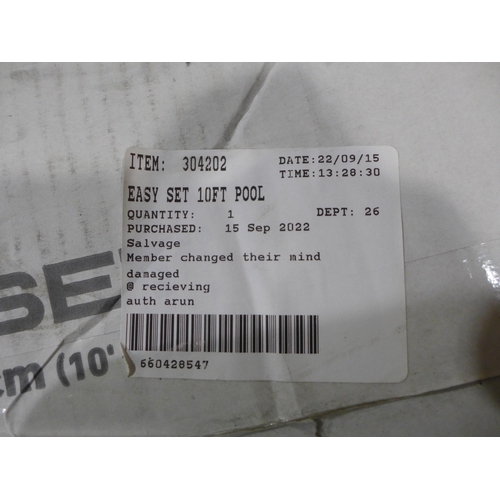 ITEM: 304202 DATE:22/09/15
TIME:13:28:30
EASY SET 10FT POOL
QUANTITY: 1 DEPT: 26
PURCHASED: 15 Sep 2022
Salvage
Member changed their mind
damaged
@ recieving
auth arun
660428547
SE
cm (10'